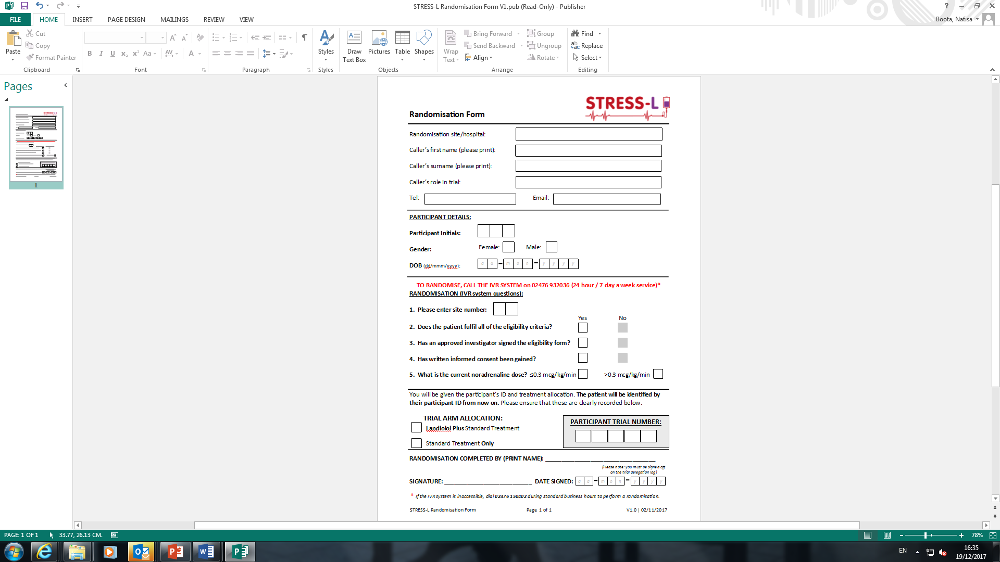 STRESS-L Randomisation Form V1.pub (Read-Only) - Publisher
FILE HOME INSERT PAGE DESIGN MAILINGS REVIEW VIEW
Boota, Nafisa
Paste
Cut
Copy
Format Painter
Clipboard
Font
Paragraph
Styles
Styles
Draw Text Box
Pictures
Table
Shapes
Objects
Wrap Text
Bring Forward
Send Backward
Align
Group
Ungroup
Rotate
Arrange
Find
Replace
Select
Editing
Pages
1
STRESS-L
Randomisation Form
Randomisation site/hospital:
Caller's first name (please print):
Caller's surname (please print):
Caller's role in trial:
Tel: Email:
PARTICIPANT DETAILS:
Participant Initials:
Gender: Female: Male:
DOB (dd/mmm/yyyy): d d - m o n - y y y y
TO RANDOMISE, CALL THE IVR SYSTEM on 02476 932036 (24 hour / 7 day a week service)*
RANDOMISATION (IVR system questions):
1. Please enter site number:
Yes No
2. Does the patient fulfil all of the eligibility criteria?
3. Has an approved investigator signed the eligibility form?
4. Has written informed consent been gained?
5. What is the current noradrenaline dose? ≤0.3 mcg/kg/min >0.3 mcg/kg/min
You will be given the participant's ID and treatment allocation. The patient will be identified by
their participant ID from now on. Please ensure that these are clearly recorded below.
TRIAL ARM ALLOCATION:
Landiolol Plus Standard Treatment
Standard Treatment Only
PARTICIPANT TRIAL NUMBER:
RANDOMISATION COMPLETED BY (PRINT NAME):
(Please note: you must be signed off
on the trial delegation log)
SIGNATURE: DATE SIGNED: d d - m o n - y y y y
* If the IVR system is inaccessible, dial 02476 150402 during standard business hours to perform a randomisation.
STRESS-L Randomisation Form Page 1 of 1 V1.0 | 02/11/2017
PAGE: 1 OF 1 33.77, 26.13 CM. 78%
EN 16:35
19/12/2017